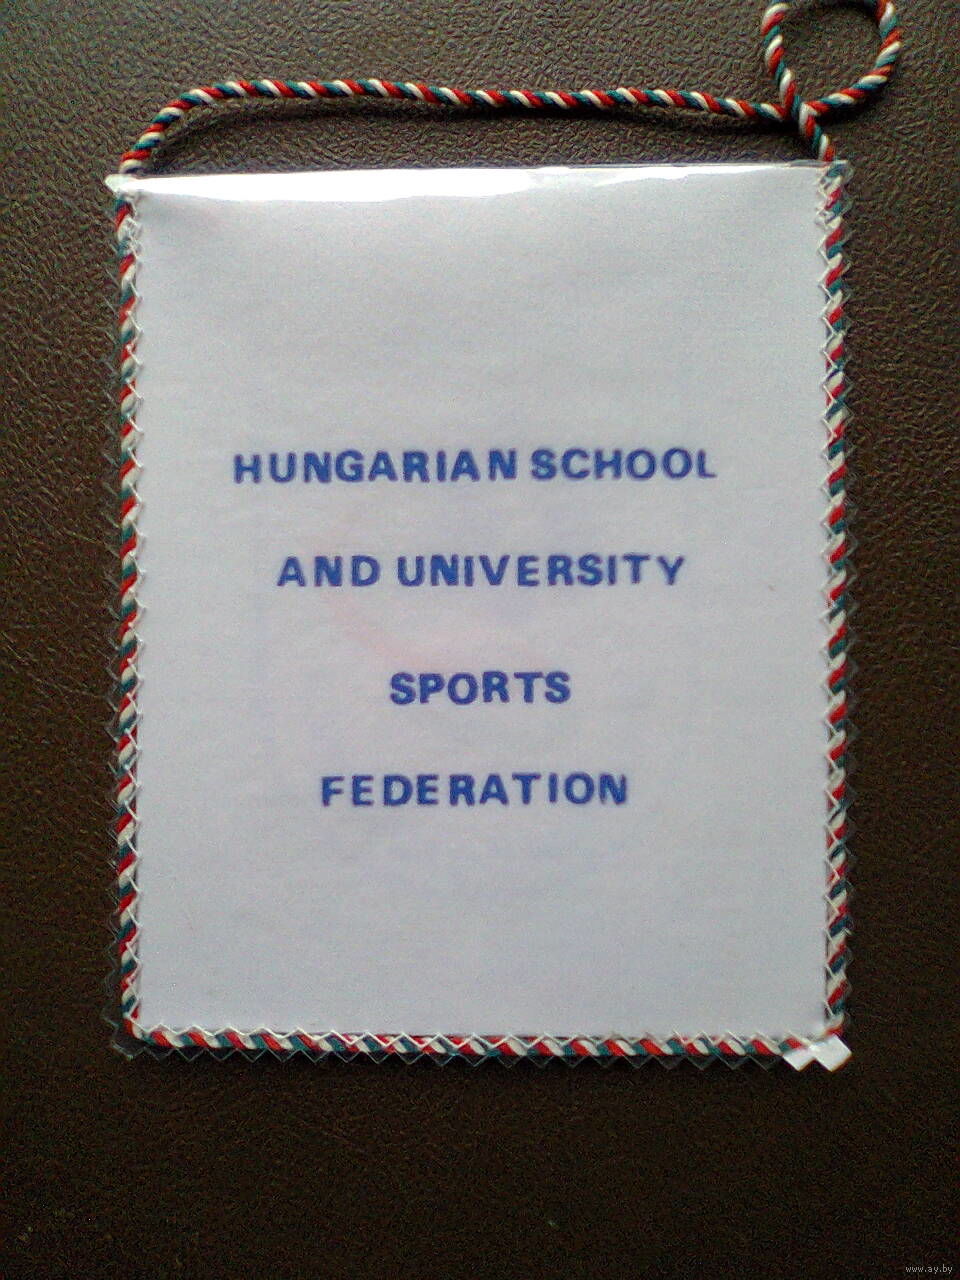 HUNGARIAN SCHOOL
AND UNIVERSITY
SPORTS
FEDERATION
www.ay.by